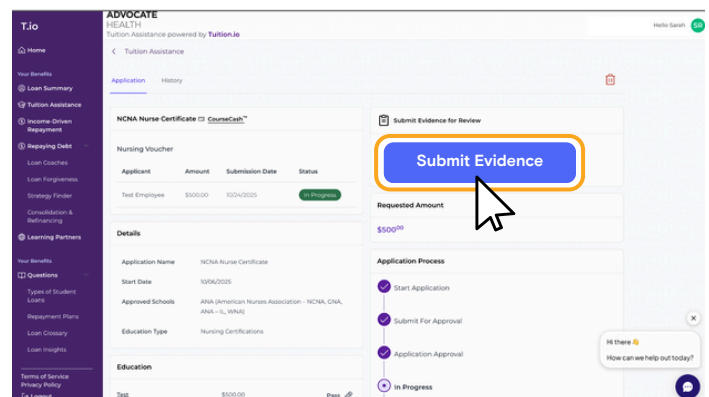 T.io
Home
Your Benefits
Loan Summary
Tuition Assistance
Income-Driven
Repayment
Repaying Debt
Loan Coaches
Loan Forgiveness
Strategy Finder
Consolidation &
Refinancing
Learning Partners
Your Benefits
Questions
Types of Student
Loans
Repayment Plans
Loan Glossary
Loan Insights
Terms of Service
Privacy Policy
Logout
ADVOCATE
HEALTH
Tuition Assistance powered by Tuition.io
Hello Sarah SR
Tuition Assistance
Application History
NCNA Nurse Certificate CourseCash™
Nursing Voucher
Applicant Amount Submission Date Status
Test Employee $500.00 10/24/2025 In Progress
Details
Application Name NCNA Nurse Certificate
Start Date 10/06/2025
Approved Schools ANA (American Nurses Association - NCNA, GNA,
ANA – IL, WNA)
Education Type Nursing Certifications
Education
Test $500.00 Pass
Submit Evidence for Review
Submit Evidence
Requested Amount
$500⁰⁰
Application Process
Start Application
Submit For Approval
Application Approval
In Progress
Hi there 👋
How can we help out today?